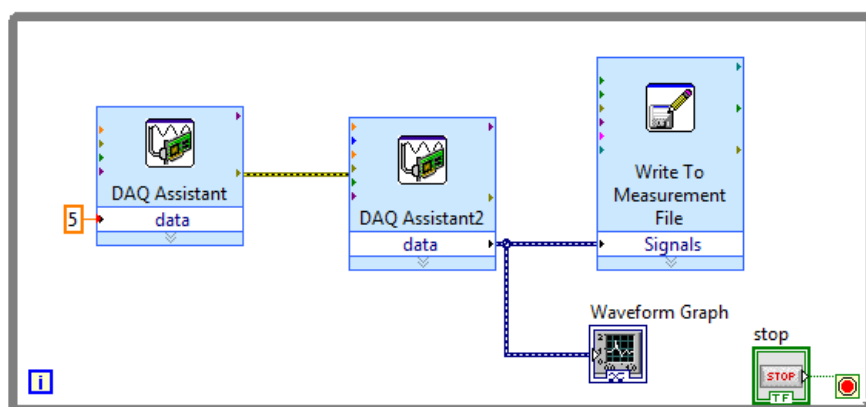 DAQ Assistant
5
data
DAQ Assistant2
data
Write To
Measurement
File
Signals
Waveform Graph
stop
STOP
TF
i